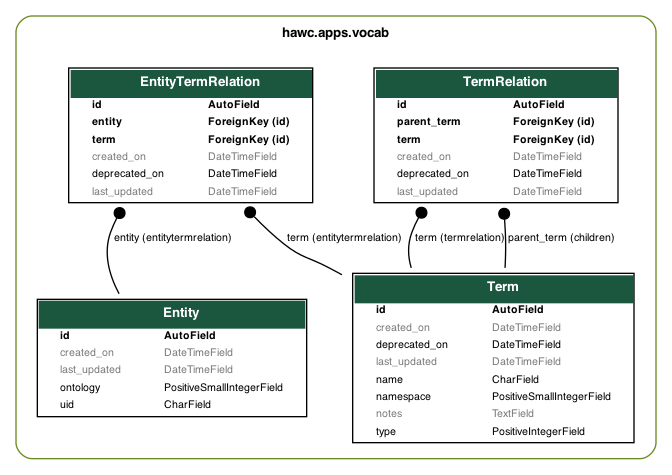 hawc.apps.vocab
EntityTermRelation
id AutoField
entity ForeignKey (id)
term ForeignKey (id)
created_on DateTimeField
deprecated_on DateTimeField
last_updated DateTimeField
TermRelation
id AutoField
parent_term ForeignKey (id)
term ForeignKey (id)
created_on DateTimeField
deprecated_on DateTimeField
last_updated DateTimeField
entity (entitytermrelation) term (entitytermrelation) term (termrelation) parent_term (children)
Entity
id AutoField
created_on DateTimeField
last_updated DateTimeField
ontology PositiveSmallIntegerField
uid CharField
Term
id AutoField
created_on DateTimeField
deprecated_on DateTimeField
last_updated DateTimeField
name CharField
namespace PositiveSmallIntegerField
notes TextField
type PositiveIntegerField